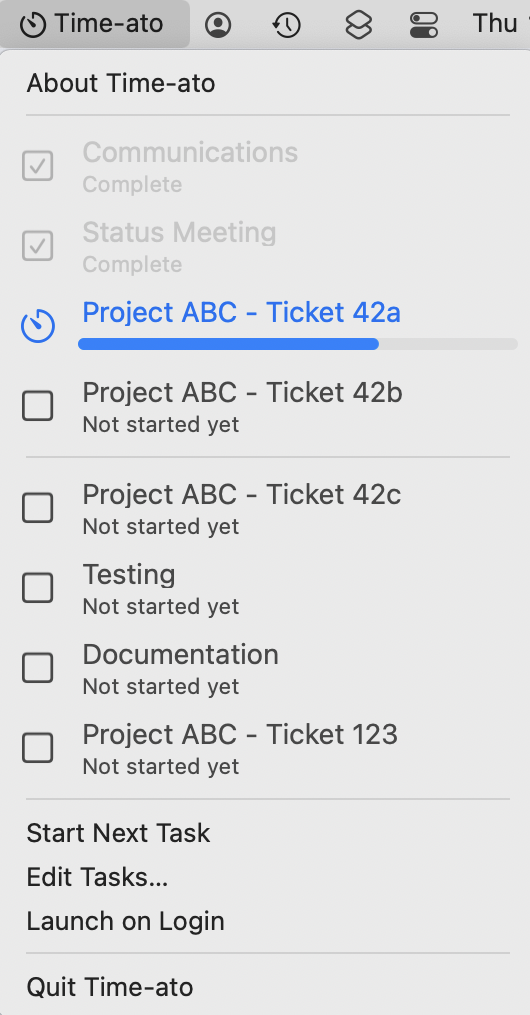 Time-ato Thu
About Time-ato
Communications
Complete
Status Meeting
Complete
Project ABC - Ticket 42a
Project ABC - Ticket 42b
Not started yet
Project ABC - Ticket 42c
Not started yet
Testing
Not started yet
Documentation
Not started yet
Project ABC - Ticket 123
Not started yet
Start Next Task
Edit Tasks...
Launch on Login
Quit Time-ato